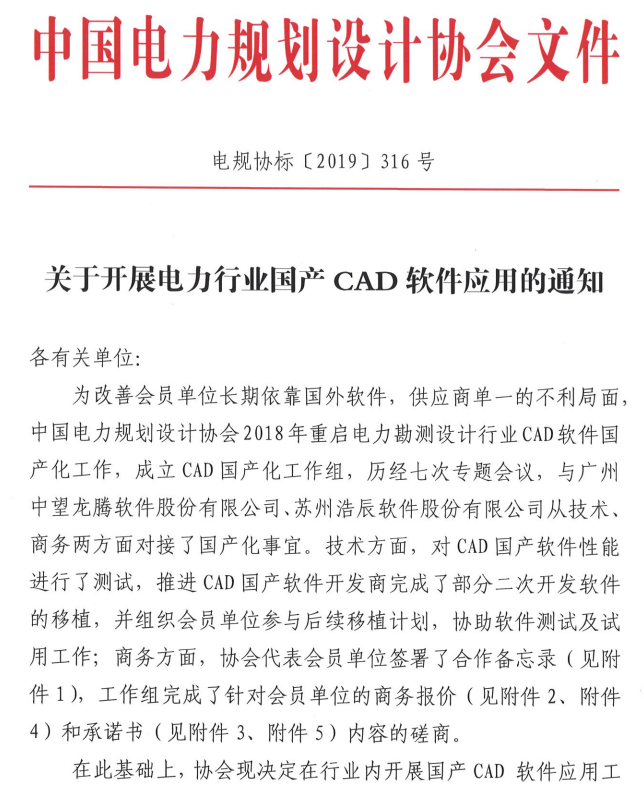 中国电力规划设计协会文件
电规协标〔2019〕316 号
关于开展电力行业国产 CAD 软件应用的通知
各有关单位：
为改善会员单位长期依靠国外软件，供应商单一的不利局面，
中国电力规划设计协会2018年重启电力勘测设计行业CAD软件国
产化工作，成立 CAD 国产化工作组，历经七次专题会议，与广州
中望龙腾软件股份有限公司、苏州浩辰软件股份有限公司从技术、
商务两方面对接了国产化事宜。技术方面，对 CAD 国产软件性能
进行了测试，推进 CAD 国产软件开发商完成了部分二次开发软件
的移植，并组织会员单位参与后续移植计划，协助软件测试及试
用工作；商务方面，协会代表会员单位签署了合作备忘录（见附
件 1），工作组完成了针对会员单位的商务报价（见附件 2、附件
4）和承诺书（见附件 3、附件 5）内容的磋商。
在此基础上，协会现决定在行业内开展国产 CAD 软件应用工